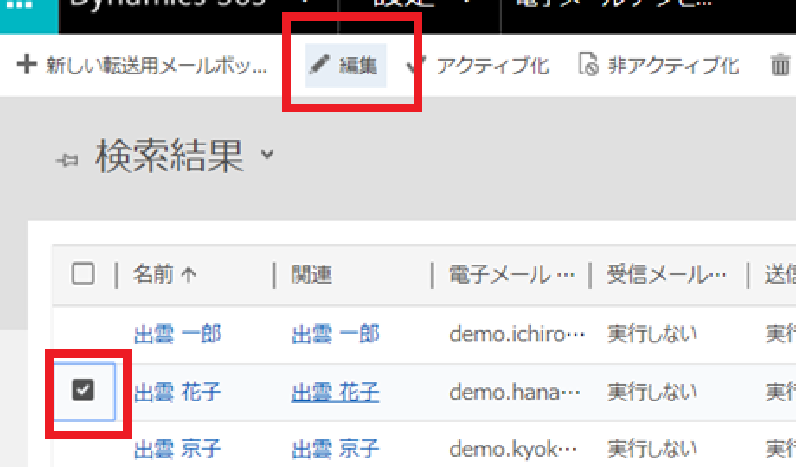 Dynamics 365 設定 電子メール アクセ...
新しい転送用メールボッ... 編集 アクティブ化 非アクティブ化
検索結果
名前 関連 電子メール ... 受信メール... 送信
出雲 一郎 出雲 一郎 demo.ichiro... 実行しない 実行
出雲 花子 出雲 花子 demo.hana... 実行しない 実行
出雲 京子 出雲 京子 demo.kyok... 実行しない 実行